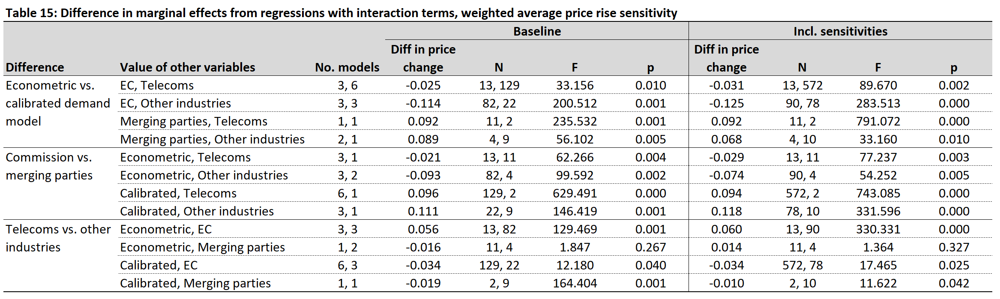 Table 15: Difference in marginal effects from regressions with interaction terms, weighted average price rise sensitivity
Baseline Incl. sensitivities
Diff in price Diff in price
Difference Value of other variables No. models change N F p change N F p
Econometric vs. EC, Telecoms 3, 6 -0.025 13, 129 33.156 0.010 -0.031 13, 572 89.670 0.002
calibrated demand EC, Other industries 3, 3 -0.114 82, 22 200.512 0.001 -0.125 90, 78 283.513 0.000
model Merging parties, Telecoms 1, 1 0.092 11, 2 235.532 0.001 0.092 11, 2 791.072 0.000
Merging parties, Other industries 2, 1 0.089 4, 9 56.102 0.005 0.068 4, 10 33.160 0.010
Commission vs. Econometric, Telecoms 3, 1 -0.021 13, 11 62.266 0.004 -0.029 13, 11 77.237 0.003
merging parties Econometric, Other industries 3, 2 -0.093 82, 4 99.592 0.002 -0.074 90, 4 54.252 0.005
Calibrated, Telecoms 6, 1 0.096 129, 2 629.491 0.000 0.094 572, 2 743.085 0.000
Calibrated, Other industries 3, 1 0.111 22, 9 146.419 0.001 0.118 78, 10 331.596 0.000
Telecoms vs. other Econometric, EC 3, 3 0.056 13, 82 129.469 0.001 0.060 13, 90 330.331 0.000
industries Econometric, Merging parties 1, 2 -0.016 11, 4 1.847 0.267 0.014 11, 4 1.364 0.327
Calibrated, EC 6, 3 -0.034 129, 22 12.180 0.040 -0.034 572, 78 17.465 0.025
Calibrated, Merging parties 1, 1 -0.019 2, 9 164.404 0.001 -0.010 2, 10 11.622 0.042